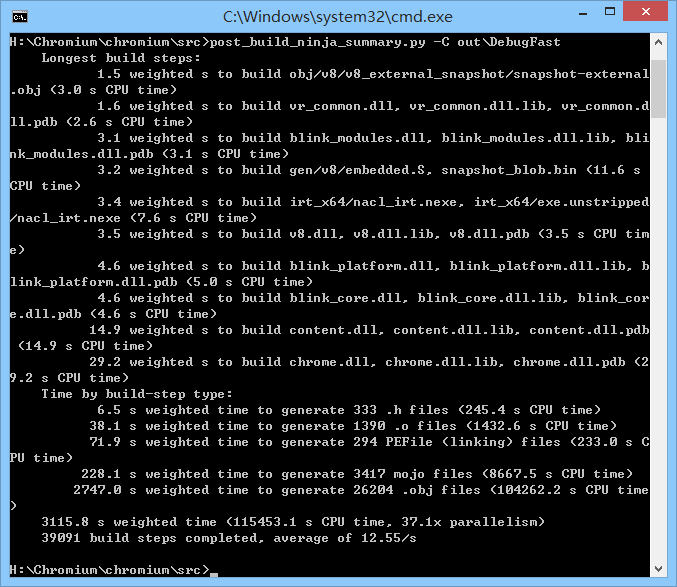 C:\Windows\system32\cmd.exe
H:\Chromium\chromium\src>post_build_ninja_summary.py -C out\DebugFast
    Longest build steps:
           1.5 weighted s to build obj/v8/v8_external_snapshot/snapshot-external
.obj (3.0 s CPU time)
           1.6 weighted s to build vr_common.dll, vr_common.dll.lib, vr_common.d
ll.pdb (2.6 s CPU time)
           3.1 weighted s to build blink_modules.dll, blink_modules.dll.lib, bli
nk_modules.dll.pdb (3.1 s CPU time)
           3.2 weighted s to build gen/v8/embedded.S, snapshot_blob.bin (11.6 s
CPU time)
           3.4 weighted s to build irt_x64/nacl_irt.nexe, irt_x64/exe.unstripped
/nacl_irt.nexe (7.6 s CPU time)
           3.5 weighted s to build v8.dll, v8.dll.lib, v8.dll.pdb (3.5 s CPU tim
e)
           4.6 weighted s to build blink_platform.dll, blink_platform.dll.lib, b
link_platform.dll.pdb (5.0 s CPU time)
           4.6 weighted s to build blink_core.dll, blink_core.dll.lib, blink_cor
e.dll.pdb (4.6 s CPU time)
          14.9 weighted s to build content.dll, content.dll.lib, content.dll.pdb
 (14.9 s CPU time)
          29.2 weighted s to build chrome.dll, chrome.dll.lib, chrome.dll.pdb (2
9.2 s CPU time)
    Time by build-step type:
           6.5 s weighted time to generate 333 .h files (245.4 s CPU time)
          38.1 s weighted time to generate 1390 .o files (1432.6 s CPU time)
          71.9 s weighted time to generate 294 PEFile (linking) files (233.0 s C
PU time)
         228.1 s weighted time to generate 3417 mojo files (8667.5 s CPU time)
        2747.0 s weighted time to generate 26204 .obj files (104262.2 s CPU time
)
    3115.8 s weighted time (115453.1 s CPU time, 37.1x parallelism)
    39091 build steps completed, average of 12.55/s
H:\Chromium\chromium\src>_